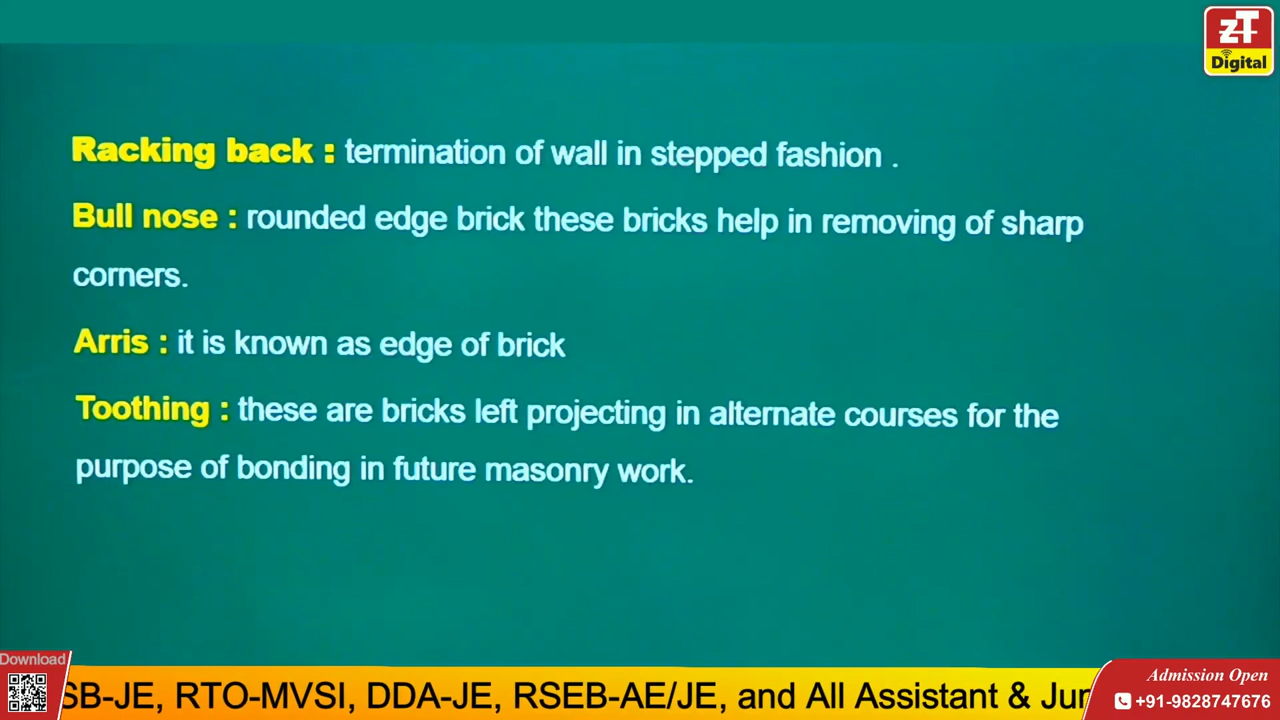 zT
Digital
Racking back : termination of wall in stepped fashion .
Bull nose : rounded edge brick these bricks help in removing of sharp
corners.
Arris : it is known as edge of brick
Toothing : these are bricks left projecting in alternate courses for the
purpose of bonding in future masonry work.
Download
SB-JE, RTO-MVSI, DDA-JE, RSEB-AE/JE, and All Assistant & Jun
Admission Open
+91-9828747676